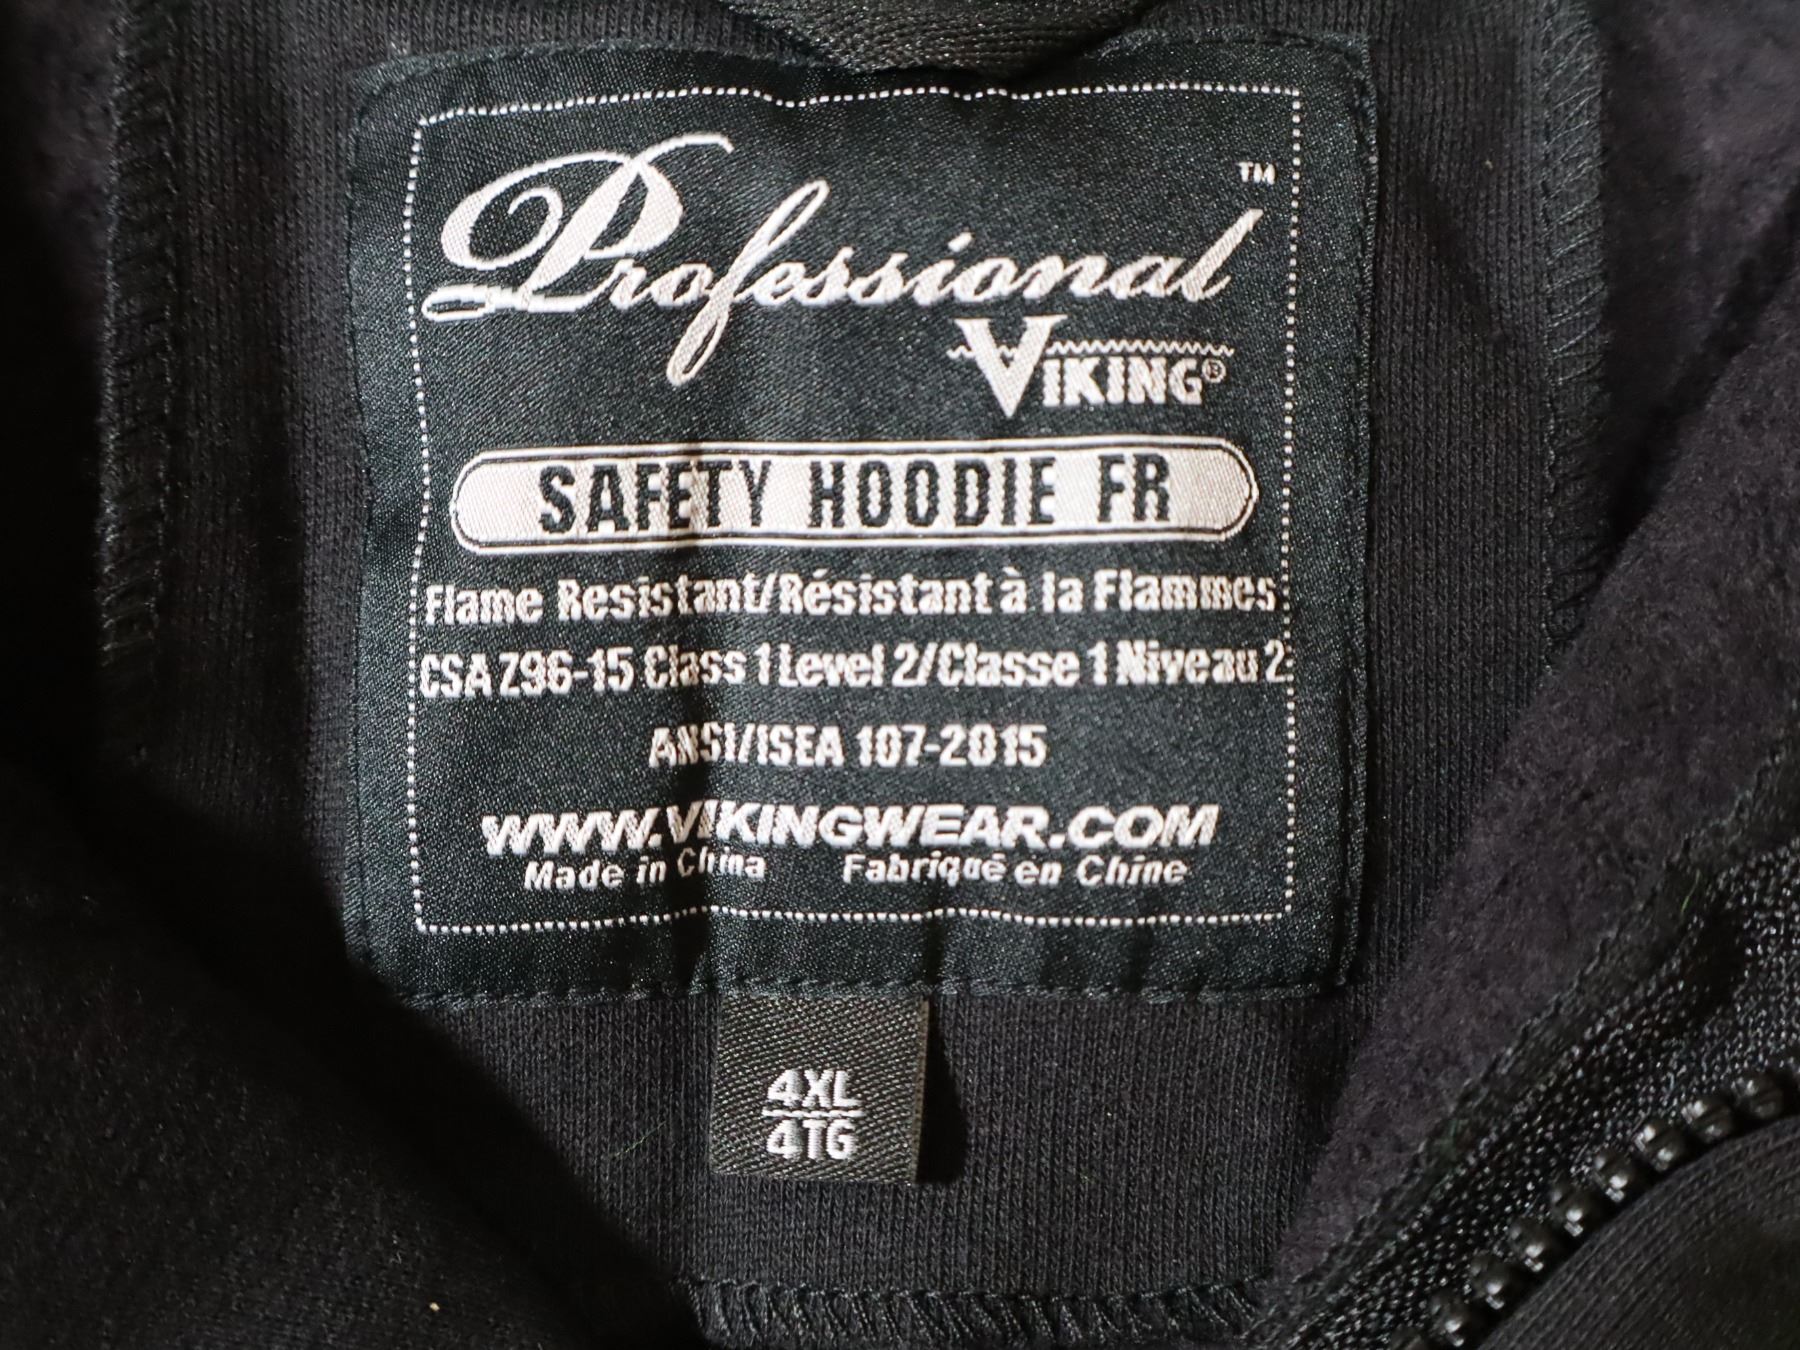 Professional™
VIKING®
SAFETY HOODIE FR
Flame Resistant/Résistant à la Flammes
CSA Z96-15 Class 1 Level 2/Classe 1 Niveau 2
ANSI/ISEA 107-2015
WWW.VIKINGWEAR.COM
Made in China Fabriqué en Chine
4XL
4TG